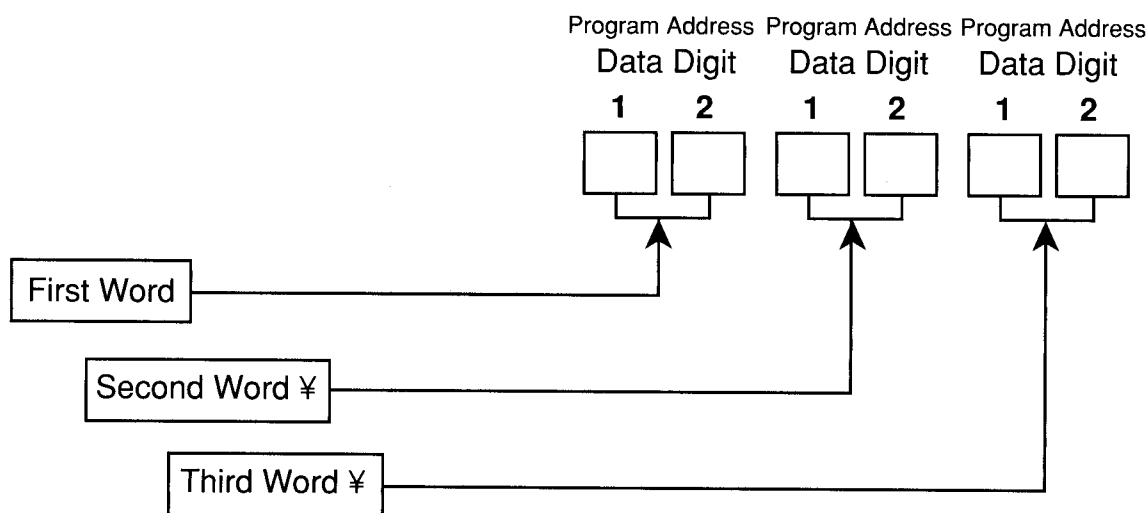 Program Address Program Address Program Address
Data Digit Data Digit Data Digit
1 2 1 2 1 2
First Word
Second Word ¥
Third Word ¥